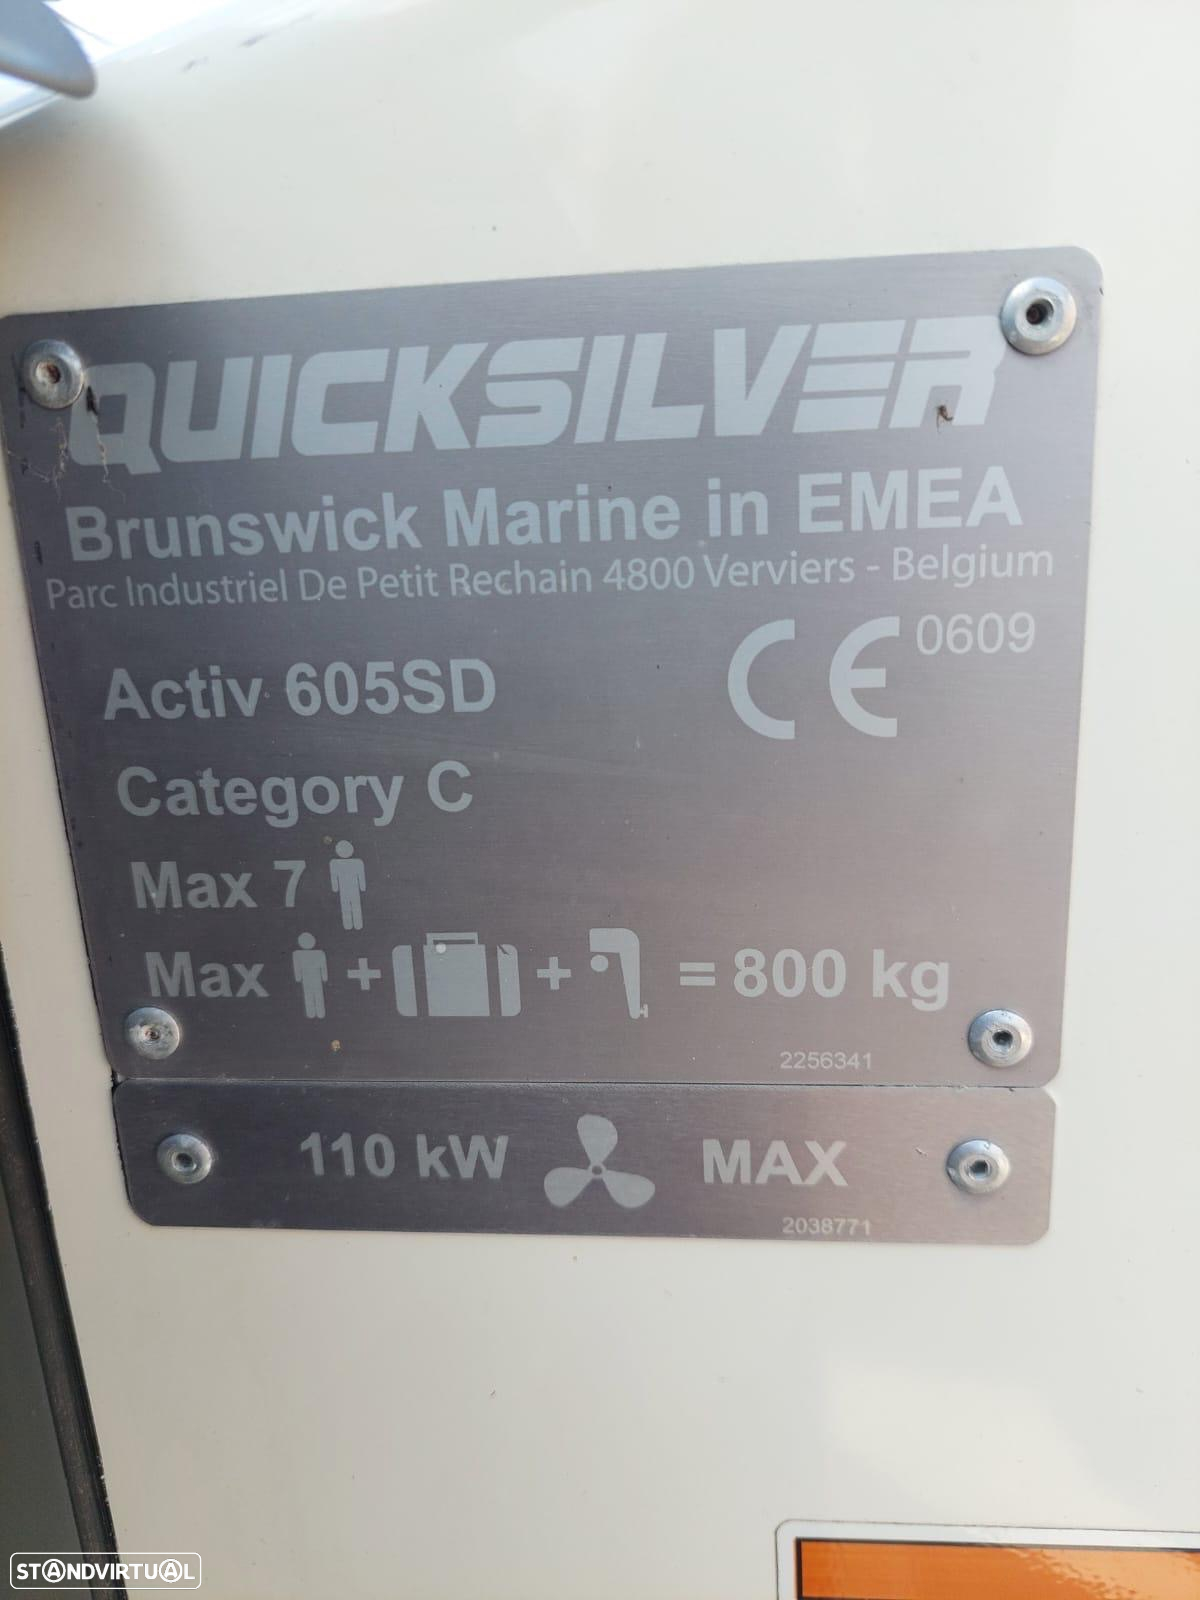 QUICKSILVER
Brunswick Marine in EMEA
Parc Industriel De Petit Rechain 4800 Verviers - Belgium
CE 0609
Activ 605SD
Category C
Max 7
Max + + = 800 kg
2256341
110 kW MAX
2038771
STANDVIRTUAL